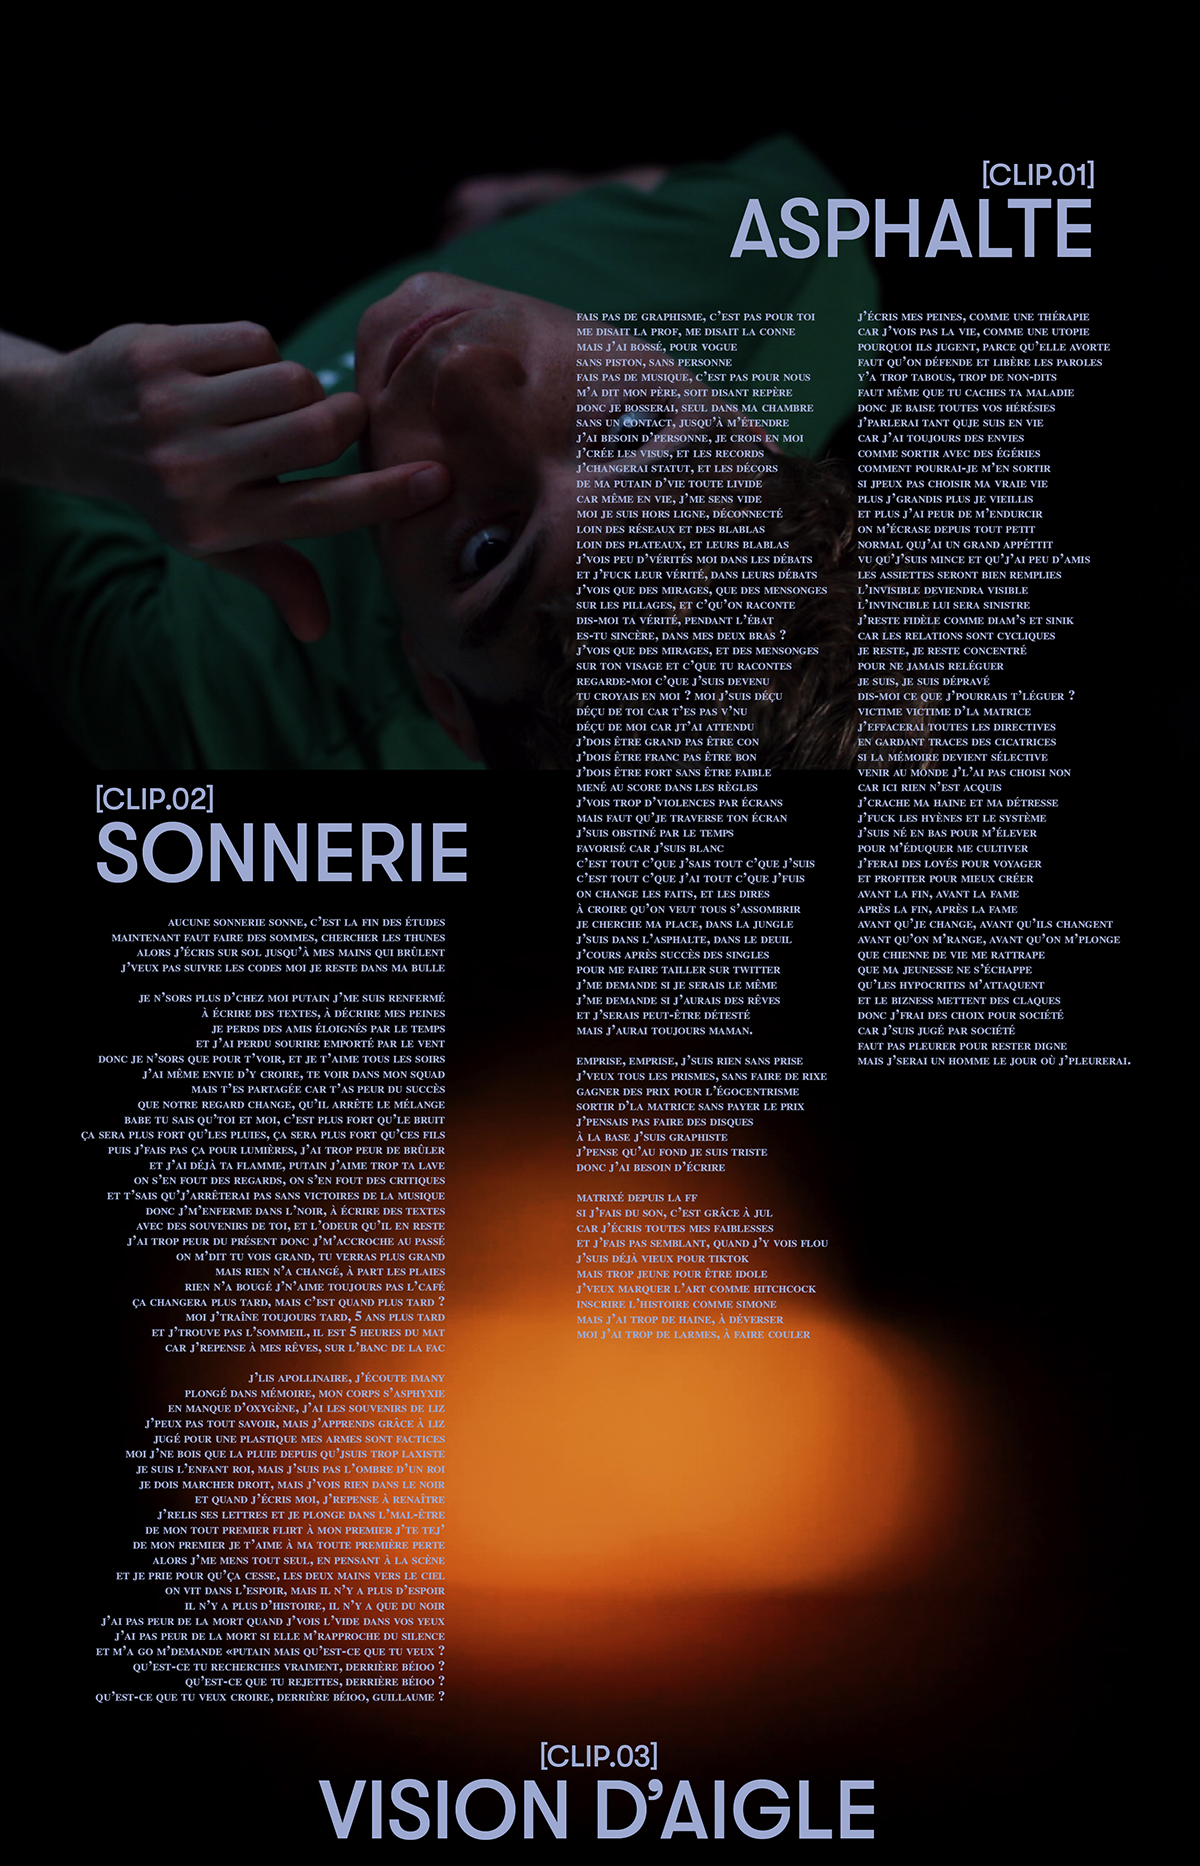 [CLIP.01]
ASPHALTE
FAIS PAS DE GRAPHISME, C'EST PAS POUR TOI
ME DISAIT LA PROF, ME DISAIT LA CONNE
MAIS J'AI BOSSÉ, POUR VOGUE
SANS PISTON, SANS PERSONNE
FAIS PAS DE MUSIQUE, C'EST PAS POUR NOUS
M'A DIT MON PÈRE, SOIT DISANT REPÈRE
DONC JE BOSSERAI, SEUL DANS MA CHAMBRE
SANS UN CONTACT, JUSQU'À M'ÉTENDRE
J'AI BESOIN D'PERSONNE, JE CROIS EN MOI
J'CRÉE LES VISUS, ET LES RECORDS
J'CHANGERAI STATUT, ET LES DÉCORS
DE MA PUTAIN D'VIE TOUTE LIVIDE
CAR MÊME EN VIE, J'ME SENS VIDE
MOI JE SUIS HORS LIGNE, DÉCONNECTÉ
LOIN DES RÉSEAUX ET DES BLABLAS
LOIN DES PLATEAUX, ET LEURS BLABLAS
J'VOIS PEU D'VÉRITÉS MOI DANS LES DÉBATS
ET J'FUCK LEUR VÉRITÉ, DANS LEURS DÉBATS
J'VOIS QUE DES MIRAGES, QUE DES MENSONGES
SUR LES PILLAGES, ET C'QU'ON RACONTE
DIS-MOI TA VÉRITÉ, PENDANT L'ÉBAT
ES-TU SINCÈRE, DANS MES DEUX BRAS ?
J'VOIS QUE DES MIRAGES, ET DES MENSONGES
SUR TON VISAGE ET C'QUE TU RACONTES
REGARDE-MOI C'QUE J'SUIS DEVENU
TU CROYAIS EN MOI ? MOI J'SUIS DÉÇU
DÉÇU DE TOI CAR T'ES PAS V'NU
DÉÇU DE MOI CAR JT'AI ATTENDU
J'DOIS ÊTRE GRAND PAS ÊTRE CON
J'DOIS ÊTRE FRANC PAS ÊTRE BON
J'DOIS ÊTRE FORT SANS ÊTRE FAIBLE
MENÉ AU SCORE DANS LES RÈGLES
J'VOIS TROP D'VIOLENCES PAR ÉCRANS
MAIS FAUT QU'JE TRAVERSE TON ÉCRAN
J'SUIS OBSTINÉ PAR LE TEMPS
FAVORISÉ CAR J'SUIS BLANC
C'EST TOUT C'QUE J'SAIS TOUT C'QUE J'SUIS
C'EST TOUT C'QUE J'AI TOUT C'QUE J'FUIS
ON CHANGE LES FAITS, ET LES DIRES
À CROIRE QU'ON VEUT TOUS S'ASSOMBRIR
JE CHERCHE MA PLACE, DANS LA JUNGLE
J'SUIS DANS L'ASPHALTE, DANS LE DEUIL
J'COURS APRÈS SUCCÈS DES SINGLES
POUR ME FAIRE TAILLER SUR TWITTER
J'ME DEMANDE SI JE SERAIS LE MÊME
J'ME DEMANDE SI J'AURAIS DES RÊVES
ET J'SERAIS PEUT-ÊTRE DÉTESTÉ
MAIS J'AURAI TOUJOURS MAMAN.
EMPRISE, EMPRISE, J'SUIS RIEN SANS PRISE
J'VEUX TOUS LES PRISMES, SANS FAIRE DE RIXE
GAGNER DES PRIX POUR L'ÉGOCENTRISME
SORTIR D'LA MATRICE SANS PAYER LE PRIX
J'PENSAIS PAS FAIRE DES DISQUES
À LA BASE J'SUIS GRAPHISTE
J'PENSE QU'AU FOND JE SUIS TRISTE
DONC J'AI BESOIN D'ÉCRIRE
MATRIXÉ DEPUIS LA FF
SI J'FAIS DU SON, C'EST GRÂCE À JUL
CAR J'ÉCRIS TOUTES MES FAIBLESSES
ET J'FAIS PAS SEMBLANT, QUAND J'Y VOIS FLOU
J'SUIS DÉJÀ VIEUX POUR TIKTOK
MAIS TROP JEUNE POUR ÊTRE IDOLE
J'VEUX MARQUER L'ART COMME HITCHCOCK
INSCRIRE L'HISTOIRE COMME SIMONE
MAIS J'AI TROP DE HAINE, À DÉVERSER
MOI J'AI TROP DE LARMES, À FAIRE COULER
J'ÉCRIS MES PEINES, COMME UNE THÉRAPIE
CAR J'VOIS PAS LA VIE, COMME UNE UTOPIE
POURQUOI ILS JUGENT, PARCE QU'ELLE AVORTE
FAUT QU'ON DÉFENDE ET LIBÈRE LES PAROLES
Y'A TROP TABOUS, TROP DE NON-DITS
FAUT MÊME QUE TU CACHES TA MALADIE
DONC JE BAISE TOUTES VOS HÉRÉSIES
J'PARLERAI TANT QUJE SUIS EN VIE
CAR J'AI TOUJOURS DES ENVIES
COMME SORTIR AVEC DES ÉGÉRIES
COMMENT POURRAI-JE M'EN SORTIR
SI JPEUX PAS CHOISIR MA VRAIE VIE
PLUS J'GRANDIS PLUS JE VIEILLIS
ET PLUS J'AI PEUR DE M'ENDURCIR
ON M'ÉCRASE DEPUIS TOUT PETIT
NORMAL QUJ'AI UN GRAND APPÉTTIT
VU QU'J'SUIS MINCE ET QU'J'AI PEU D'AMIS
LES ASSIETTES SERONT BIEN REMPLIES
L'INVISIBLE DEVIENDRA VISIBLE
L'INVINCIBLE LUI SERA SINISTRE
J'RESTE FIDÈLE COMME DIAM'S ET SINIK
CAR LES RELATIONS SONT CYCLIQUES
JE RESTE, JE RESTE CONCENTRÉ
POUR NE JAMAIS RELÉGUER
JE SUIS, JE SUIS DÉPRAVÉ
DIS-MOI CE QUE J'POURRAIS T'LÉGUER ?
VICTIME VICTIME D'LA MATRICE
J'EFFACERAI TOUTES LES DIRECTIVES
EN GARDANT TRACES DES CICATRICES
SI LA MÉMOIRE DEVIENT SÉLECTIVE
VENIR AU MONDE J'L'AI PAS CHOISI NON
CAR ICI RIEN N'EST ACQUIS
J'CRACHE MA HAINE ET MA DÉTRESSE
J'FUCK LES HYÈNES ET LE SYSTÈME
J'SUIS NÉ EN BAS POUR M'ÉLEVER
POUR M'ÉDUQUER ME CULTIVER
J'FERAI DES LOVÉS POUR VOYAGER
ET PROFITER POUR MIEUX CRÉER
AVANT LA FIN, AVANT LA FAME
APRÈS LA FIN, APRÈS LA FAME
AVANT QU'JE CHANGE, AVANT QU'ILS CHANGENT
AVANT QU'ON M'RANGE, AVANT QU'ON M'PLONGE
QUE CHIENNE DE VIE ME RATTRAPE
QUE MA JEUNESSE NE S'ÉCHAPPE
QU'LES HYPOCRITES M'ATTAQUENT
ET LE BIZNESS METTENT DES CLAQUES
DONC J'FRAI DES CHOIX POUR SOCIÉTÉ
CAR J'SUIS JUGÉ PAR SOCIÉTÉ
FAUT PAS PLEURER POUR RESTER DIGNE
MAIS J'SERAI UN HOMME LE JOUR OÙ J'PLEURERAI.
[CLIP.02]
SONNERIE
AUCUNE SONNERIE SONNE, C'EST LA FIN DES ÉTUDES
MAINTENANT FAUT FAIRE DES SOMMES, CHERCHER LES THUNES
ALORS J'ÉCRIS SUR SOL JUSQU'À MES MAINS QUI BRÛLENT
J'VEUX PAS SUIVRE LES CODES MOI JE RESTE DANS MA BULLE
JE N'SORS PLUS D'CHEZ MOI PUTAIN J'ME SUIS RENFERMÉ
À ÉCRIRE DES TEXTES, À DÉCRIRE MES PEINES
JE PERDS DES AMIS ÉLOIGNÉS PAR LE TEMPS
ET J'AI PERDU SOURIRE EMPORTÉ PAR LE VENT
DONC JE N'SORS QUE POUR T'VOIR, ET JE T'AIME TOUS LES SOIRS
J'AI MÊME ENVIE D'Y CROIRE, TE VOIR DANS MON SQUAD
MAIS T'ES PARTAGÉE CAR T'AS PEUR DU SUCCÈS
QUE NOTRE REGARD CHANGE, QU'IL ARRÊTE LE MÉLANGE
BABE TU SAIS QU'TOI ET MOI, C'EST PLUS FORT QU'LE BRUIT
ÇA SERA PLUS FORT QU'LES PLUIES, ÇA SERA PLUS FORT QU'CES FILS
PUIS J'FAIS PAS ÇA POUR LUMIÈRES, J'AI TROP PEUR DE BRÛLER
ET J'AI DÉJÀ TA FLAMME, PUTAIN J'AIME TROP TA LAVE
ON S'EN FOUT DES REGARDS, ON S'EN FOUT DES CRITIQUES
ET T'SAIS QU'J'ARRÊTERAI PAS SANS VICTOIRES DE LA MUSIQUE
DONC J'M'ENFERME DANS L'NOIR, À ÉCRIRE DES TEXTES
AVEC DES SOUVENIRS DE TOI, ET L'ODEUR QU'IL EN RESTE
J'AI TROP PEUR DU PRÉSENT DONC J'M'ACCROCHE AU PASSÉ
ON M'DIT TU VOIS GRAND, TU VERRAS PLUS GRAND
MAIS RIEN N'A CHANGÉ, À PART LES PLAIES
RIEN N'A BOUGÉ J'N'AIME TOUJOURS PAS L'CAFÉ
ÇA CHANGERA PLUS TARD, MAIS C'EST QUAND PLUS TARD ?
MOI J'TRAÎNE TOUJOURS TARD, 5 ANS PLUS TARD
ET J'TROUVE PAS L'SOMMEIL, IL EST 5 HEURES DU MAT
CAR J'REPENSE À MES RÊVES, SUR L'BANC DE LA FAC
J'LIS APOLLINAIRE, J'ÉCOUTE IMANY
PLONGÉ DANS MÉMOIRE, MON CORPS S'ASPHYXIE
EN MANQUE D'OXYGÈNE, J'AI LES SOUVENIRS DE LIZ
J'PEUX PAS TOUT SAVOIR, MAIS J'APPRENDS GRÂCE À LIZ
JUGÉ POUR UNE PLASTIQUE MES ARMES SONT FACTICES
MOI J'NE BOIS QUE LA PLUIE DEPUIS QU'JSUIS TROP LAXISTE
JE SUIS L'ENFANT ROI, MAIS J'SUIS PAS L'OMBRE D'UN ROI
JE DOIS MARCHER DROIT, MAIS J'VOIS RIEN DANS LE NOIR
ET QUAND J'ÉCRIS MOI, J'REPENSE À RENAÎTRE
J'RELIS SES LETTRES ET JE PLONGE DANS L'MAL-ÊTRE
DE MON TOUT PREMIER FLIRT À MON PREMIER J'TE TEJ'
DE MON PREMIER JE T'AIME À MA TOUTE PREMIÈRE PERTE
ALORS J'ME MENS TOUT SEUL, EN PENSANT À LA SCÈNE
ET JE PRIE POUR QU'ÇA CESSE, LES DEUX MAINS VERS LE CIEL
ON VIT DANS L'ESPOIR, MAIS IL N'Y A PLUS D'ESPOIR
IL N'Y A PLUS D'HISTOIRE, IL N'Y A QUE DU NOIR
J'AI PAS PEUR DE LA MORT QUAND J'VOIS L'VIDE DANS VOS YEUX
J'AI PAS PEUR DE LA MORT SI ELLE M'RAPPROCHE DU SILENCE
ET M'A GO M'DEMANDE «PUTAIN MAIS QU'EST-CE QUE TU VEUX ?
QU'EST-CE TU RECHERCHES VRAIMENT, DERRIÈRE BÉIOO ?
QU'EST-CE QUE TU REJETTES, DERRIÈRE BÉIOO ?
QU'EST-CE QUE TU VEUX CROIRE, DERRIÈRE BÉIOO, GUILLAUME ?
[CLIP.03]
VISION D'AIGLE